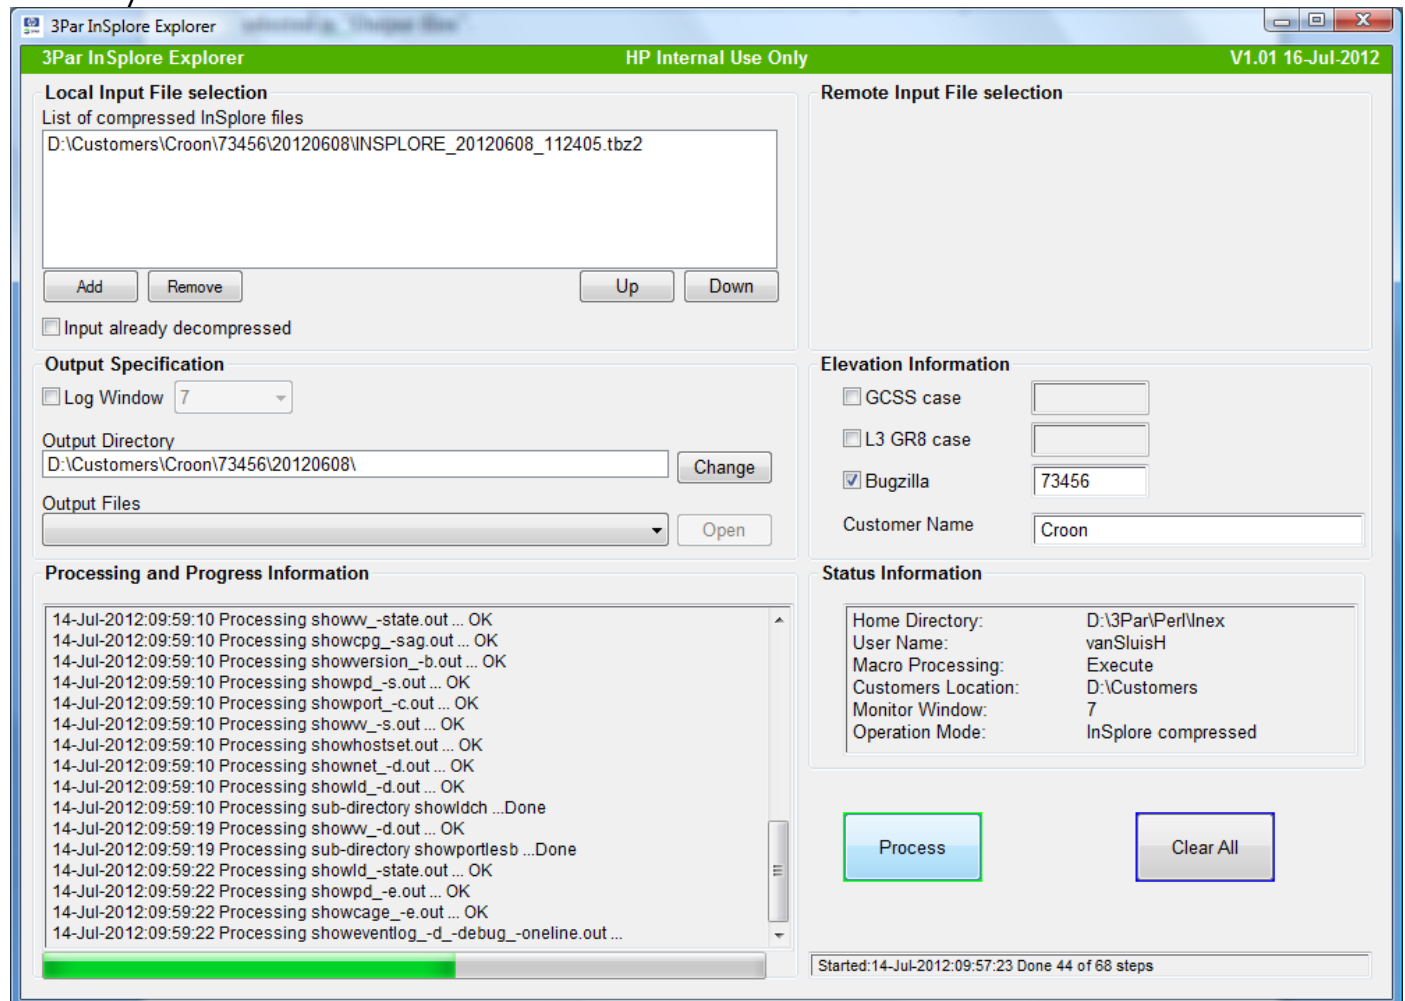 3Par InSplore Explorer
3Par InSplore Explorer HP Internal Use Only V1.01 16-Jul-2012
Local Input File selection
List of compressed InSplore files
D:\Customers\Croon\73456\20120608\INSPLORE_20120608_112405.tbz2
Add Remove Up Down
Input already decompressed
Remote Input File selection
Output Specification
Log Window 7
Output Directory
D:\Customers\Croon\73456\20120608\
Change
Output Files
Open
Elevation Information
GCSS case
L3 GR8 case
Bugzilla 73456
Customer Name Croon
Processing and Progress Information
14-Jul-2012:09:59:10 Processing showvv_-state.out ... OK
14-Jul-2012:09:59:10 Processing showcpg_-sag.out ... OK
14-Jul-2012:09:59:10 Processing showversion_-b.out ... OK
14-Jul-2012:09:59:10 Processing showpd_-s.out ... OK
14-Jul-2012:09:59:10 Processing showport_-c.out ... OK
14-Jul-2012:09:59:10 Processing showvv_-s.out ... OK
14-Jul-2012:09:59:10 Processing showhostset.out ... OK
14-Jul-2012:09:59:10 Processing shownet_-d.out ... OK
14-Jul-2012:09:59:10 Processing showld_-d.out ... OK
14-Jul-2012:09:59:10 Processing sub-directory showldch ...Done
14-Jul-2012:09:59:19 Processing showvv_-d.out ... OK
14-Jul-2012:09:59:19 Processing sub-directory showportlesb ...Done
14-Jul-2012:09:59:22 Processing showld_-state.out ... OK
14-Jul-2012:09:59:22 Processing showpd_-e.out ... OK
14-Jul-2012:09:59:22 Processing showcage_-e.out ... OK
14-Jul-2012:09:59:22 Processing showeventlog_-d_-debug_-oneline.out ...
Status Information
Home Directory: D:\3Par\Perl\Inex
User Name: vanSluisH
Macro Processing: Execute
Customers Location: D:\Customers
Monitor Window: 7
Operation Mode: InSplore compressed
Process Clear All
Started:14-Jul-2012:09:57:23 Done 44 of 68 steps